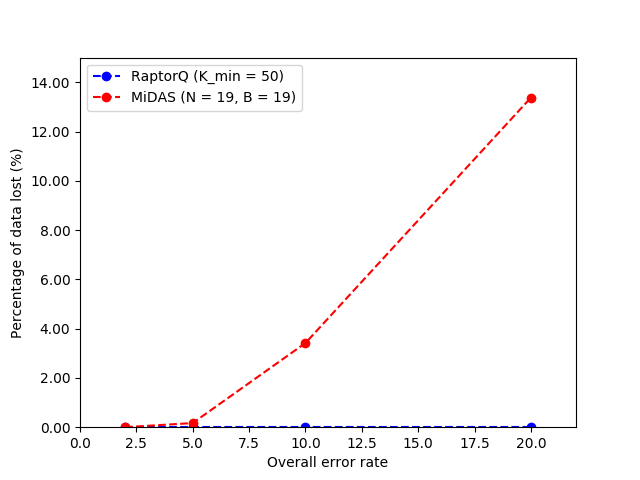 RaptorQ (K_min = 50)
MiDAS (N = 19, B = 19)
14.00
12.00
10.00
8.00
6.00
4.00
2.00
0.00
Percentage of data lost (%)
0.0 2.5 5.0 7.5 10.0 12.5 15.0 17.5 20.0
Overall error rate